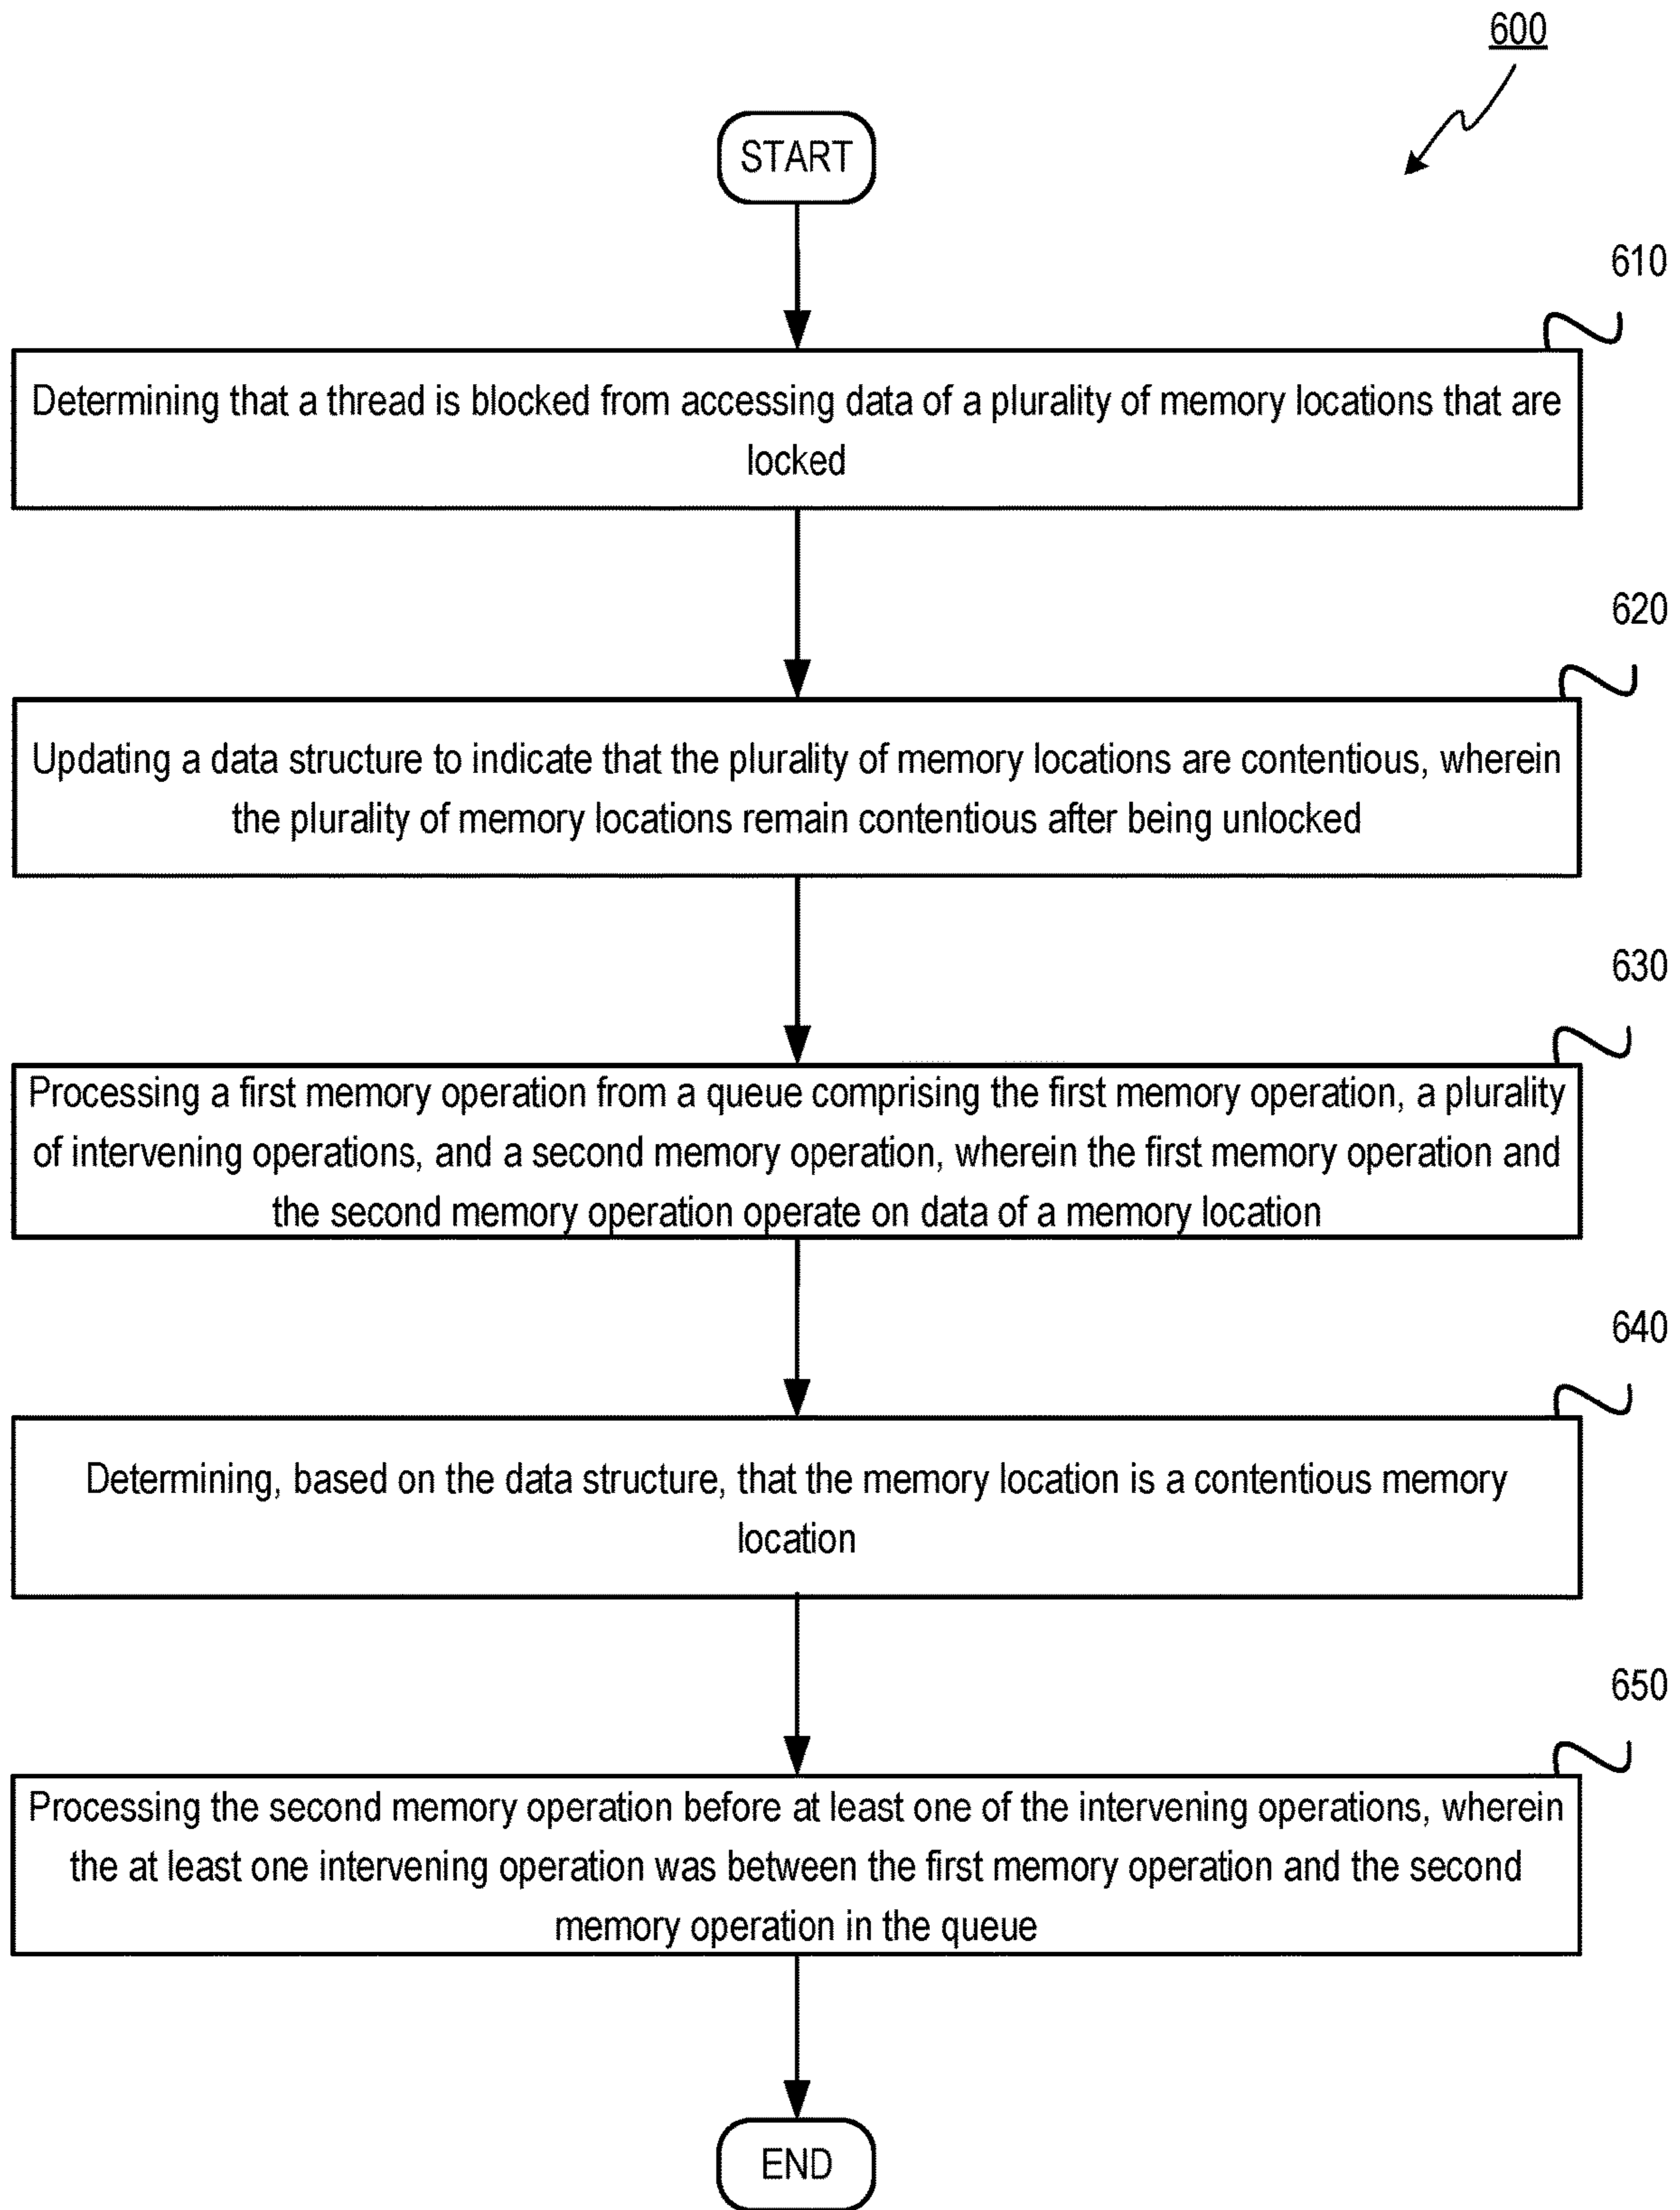 600
START
610
Determining that a thread is blocked from accessing data of a plurality of memory locations that are
locked
620
Updating a data structure to indicate that the plurality of memory locations are contentious, wherein
the plurality of memory locations remain contentious after being unlocked
630
Processing a first memory operation from a queue comprising the first memory operation, a plurality
of intervening operations, and a second memory operation, wherein the first memory operation and
the second memory operation operate on data of a memory location
640
Determining, based on the data structure, that the memory location is a contentious memory
location
650
Processing the second memory operation before at least one of the intervening operations, wherein
the at least one intervening operation was between the first memory operation and the second
memory operation in the queue
END